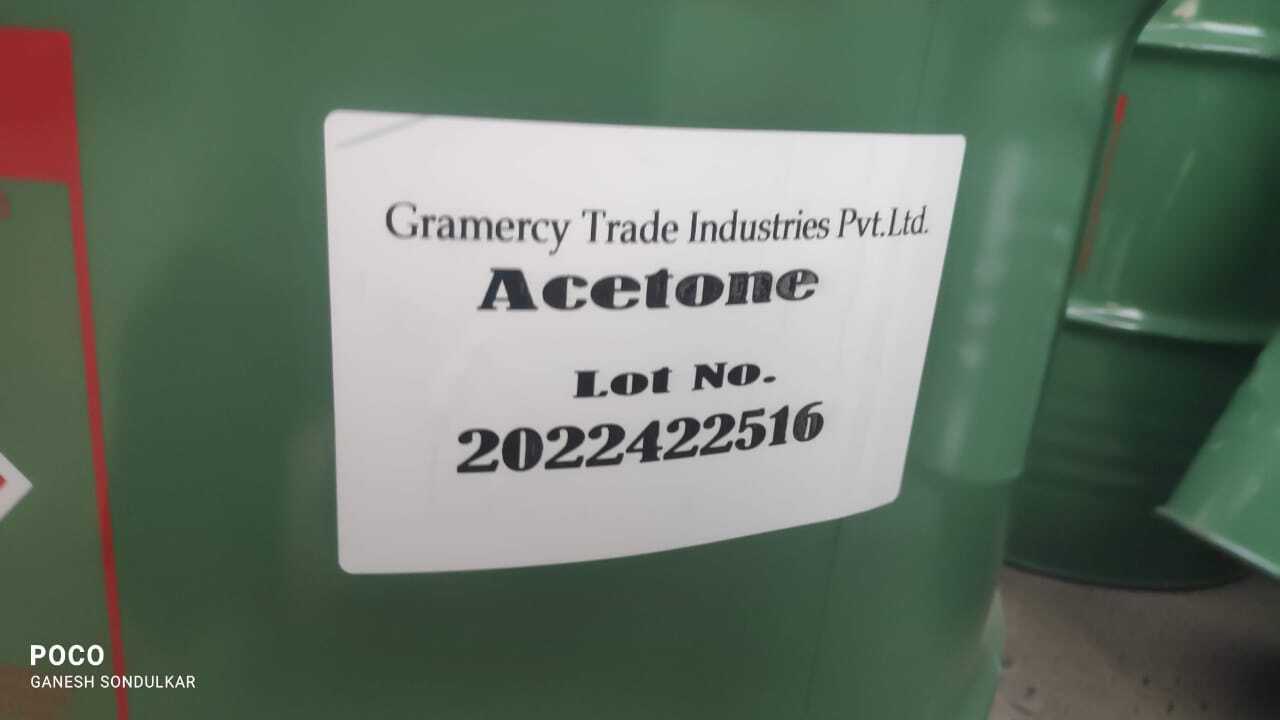 Gramercy Trade Industries Pvt.Ltd.
Acetone
Lot No.
2022422516
POCO
GANESH SONDULKAR